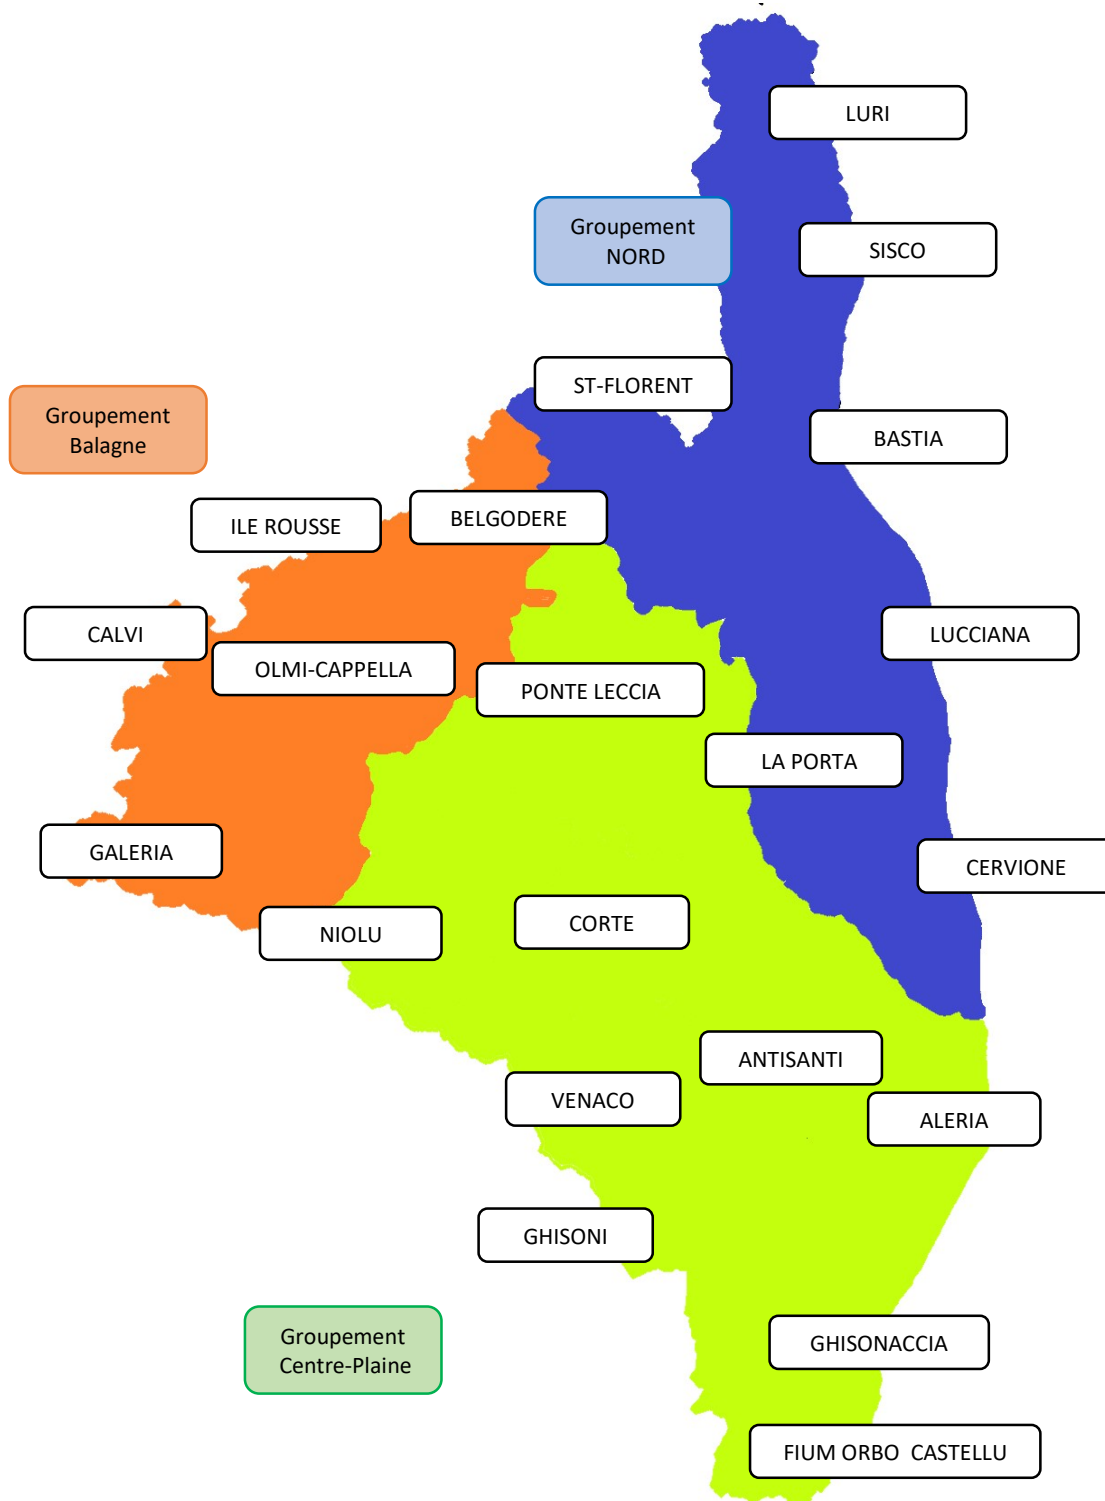 LURI
Groupement
NORD
SISCO
ST-FLORENT
Groupement
Balagne
BASTIA
ILE ROUSSE
BELGODERE
CALVI
LUCCIANA
OLMI-CAPPELLA
PONTE LECCIA
LA PORTA
GALERIA
CERVIONE
NIOLU
CORTE
ANTISANTI
VENACO
ALERIA
GHISONI
Groupement
Centre-Plaine
GHISONACCIA
FIUM ORBO  CASTELLU